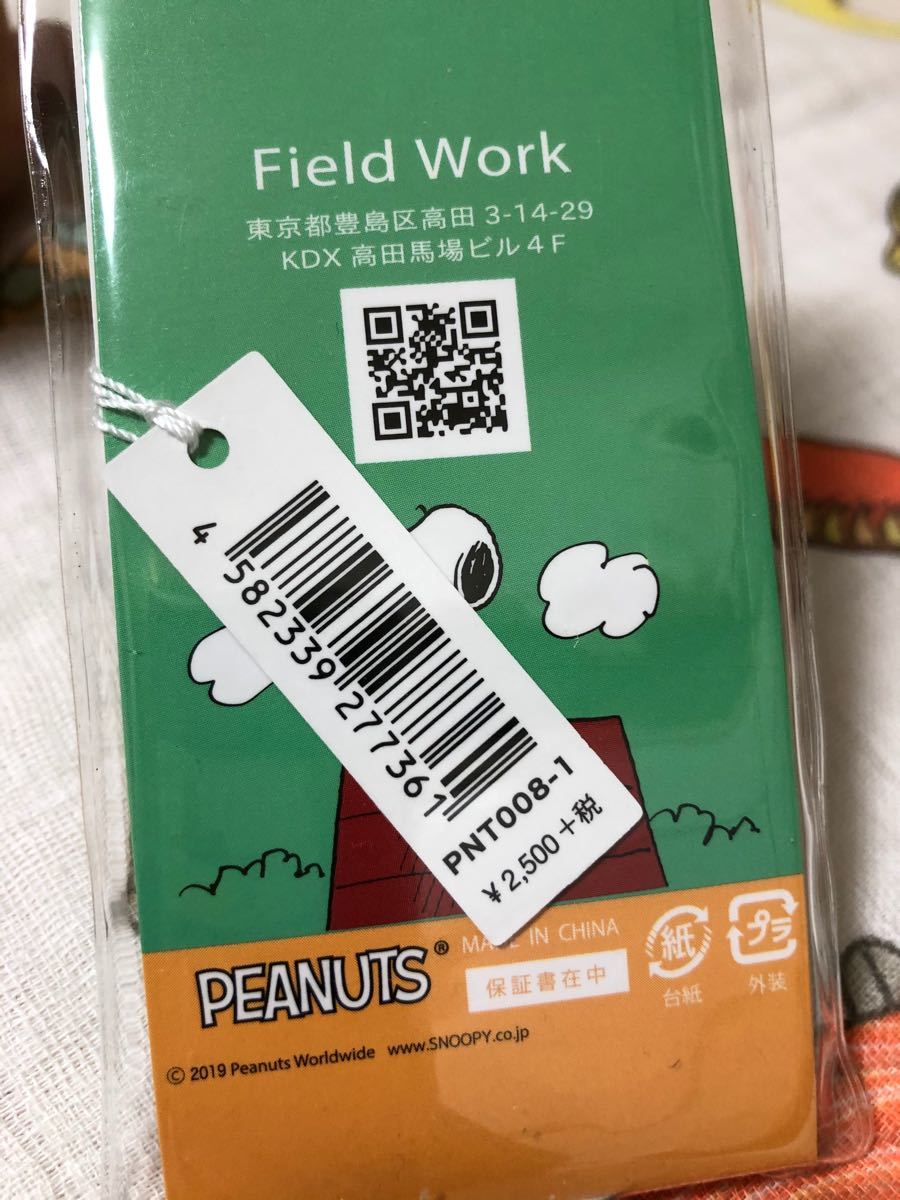 Field Work
東京都豊島区高田 3-14-29
KDX 高田馬場ビル 4 F
4 582339 277361
PNT008-1
¥2,500+税
PEANUTS®
MADE IN CHINA
保証書在中
紙
台紙
プラ
外装
© 2019 Peanuts Worldwide www.SNOOPY.co.jp